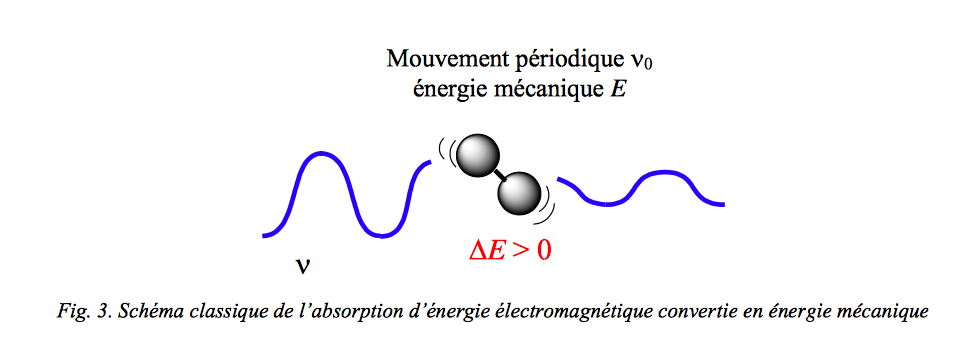 Mouvement périodique ν₀
énergie mécanique E
ΔE > 0
ν
Fig. 3. Schéma classique de l’absorption d’énergie électromagnétique convertie en énergie mécanique